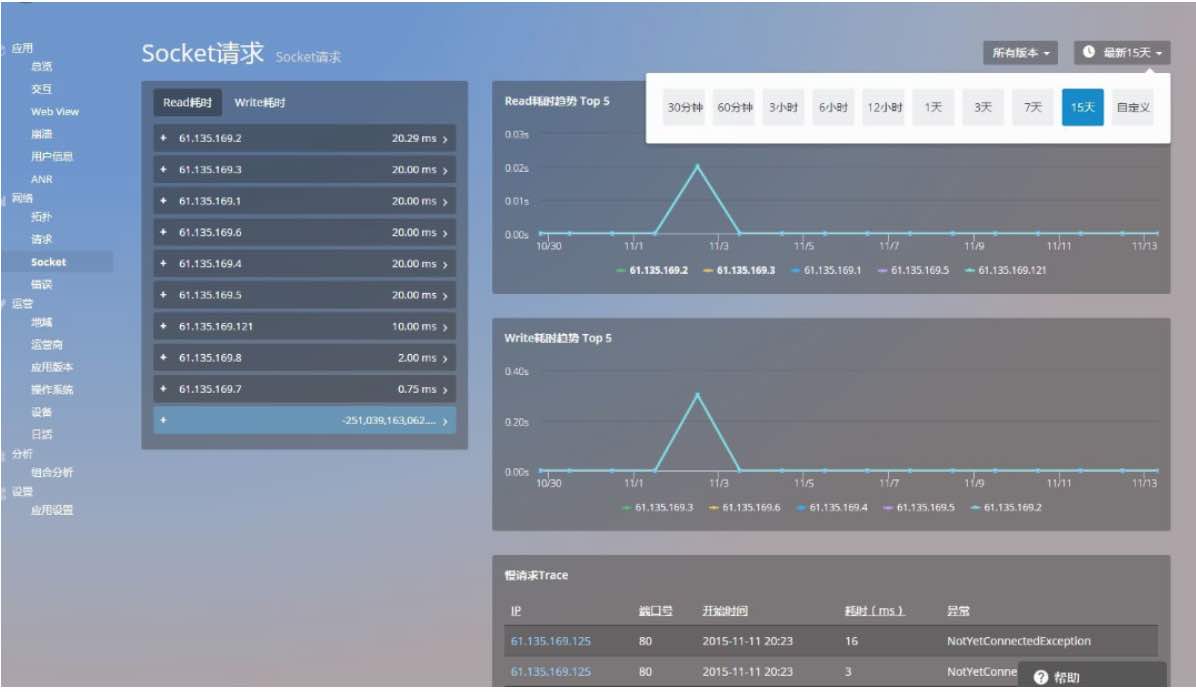 应用
总览
交互
Web View
崩溃
用户信息
ANR
网络
拓扑
请求
Socket
错误
运营
地域
运营商
应用版本
操作系统
设备
日活
分析
组合分析
设置
应用设置
Socket请求 Socket请求
所有版本 最新15天
30分钟 60分钟 3小时 6小时 12小时 1天 3天 7天 15天 自定义
Read耗时 Write耗时
+ 61.135.169.2 20.29 ms >
+ 61.135.169.3 20.00 ms >
+ 61.135.169.1 20.00 ms >
+ 61.135.169.6 20.00 ms >
+ 61.135.169.4 20.00 ms >
+ 61.135.169.5 20.00 ms >
+ 61.135.169.121 10.00 ms >
+ 61.135.169.8 2.00 ms >
+ 61.135.169.7 0.75 ms >
+ -251,039,163,062.... >
Read耗时趋势 Top 5
0.03s
0.02s
0.01s
0.00s
10/30 11/1 11/3 11/5 11/7 11/9 11/11 11/13
61.135.169.2 61.135.169.3 61.135.169.1 61.135.169.5 61.135.169.121
Write耗时趋势 Top 5
0.40s
0.20s
0.00s
10/30 11/1 11/3 11/5 11/7 11/9 11/11 11/13
61.135.169.3 61.135.169.6 61.135.169.4 61.135.169.5 61.135.169.2
慢请求Trace
IP 端口号 开始时间 耗时（ms） 异常
61.135.169.125 80 2015-11-11 20:23 16 NotYetConnectedException
61.135.169.125 80 2015-11-11 20:23 3 NotYetConne
帮助